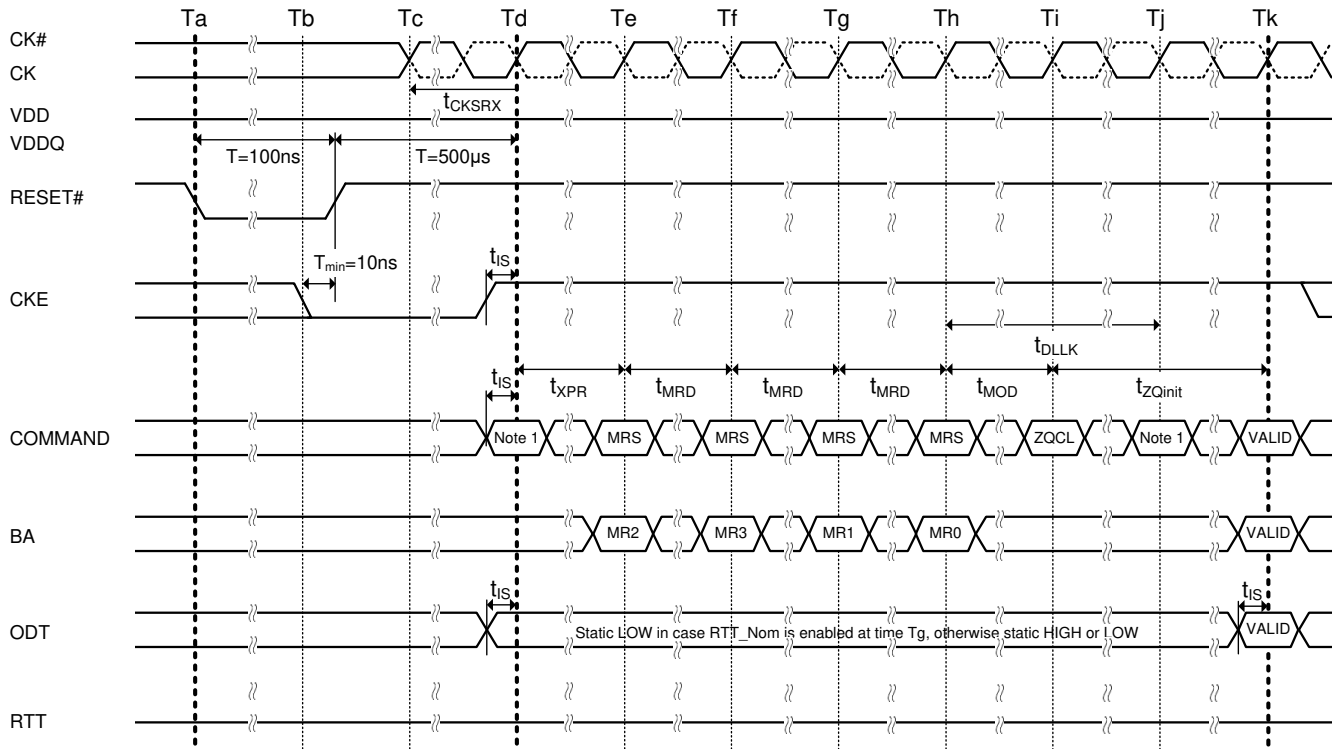 Ta Tb Tc Td Te Tf Tg Th Ti Tj Tk
CK#
CK
tCKSRX
VDD
VDDQ
T=100ns T=500µs
RESET#
Tmin=10ns tIS
CKE
tDLLK
tIS tXPR tMRD tMRD tMRD tMOD tZQinit
COMMAND Note 1 MRS MRS MRS MRS ZQCL Note 1 VALID
BA MR2 MR3 MR1 MR0 VALID
tIS tIS
ODT Static LOW in case RTT_Nom is enabled at time Tg, otherwise static HIGH or LOW VALID
RTT